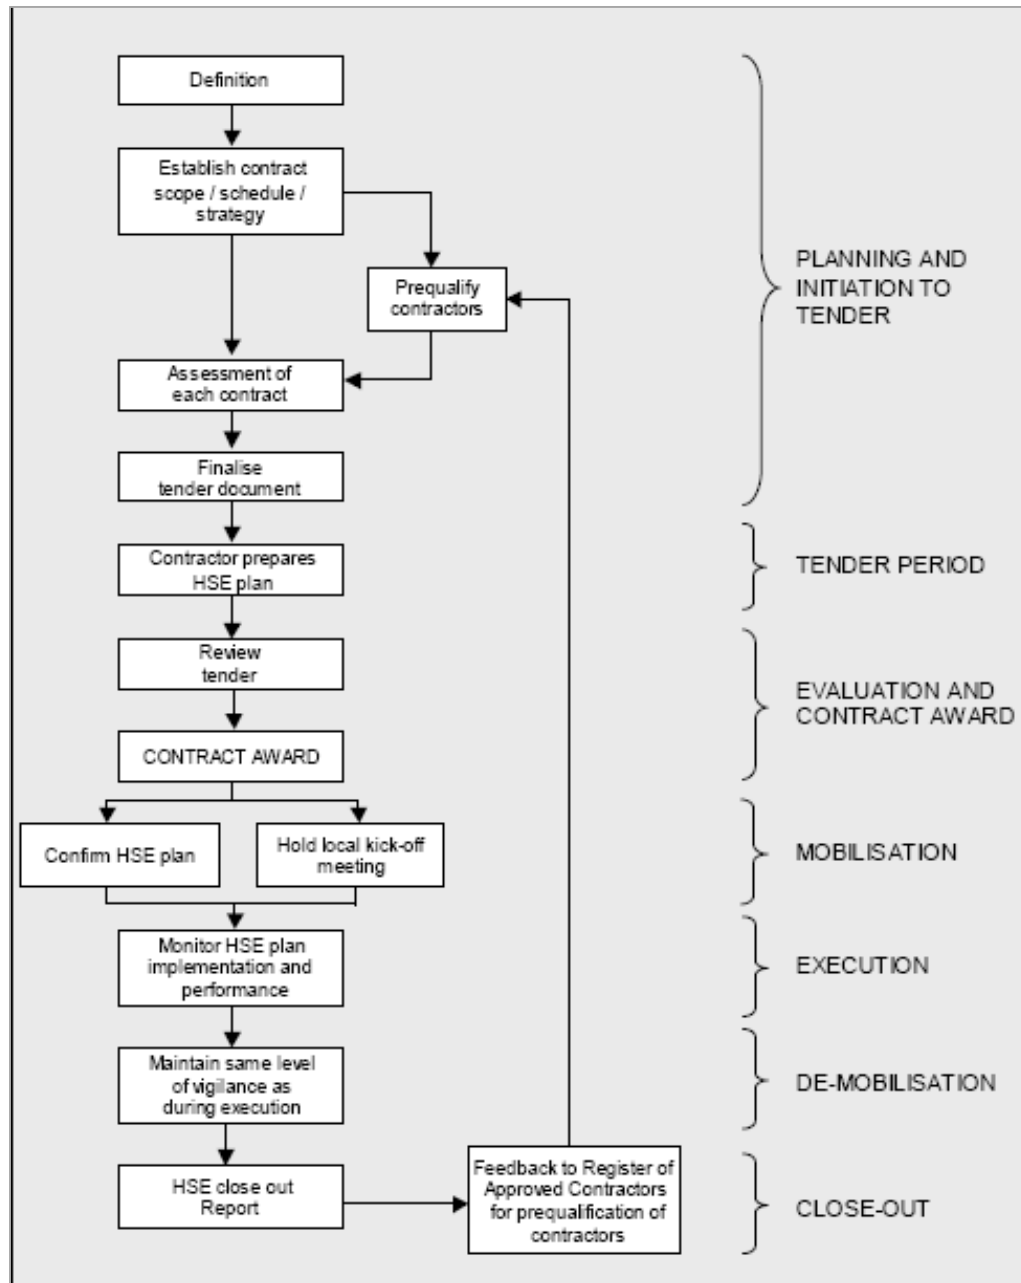 Definition
Establish contract
scope / schedule /
strategy
Prequalify
contractors
PLANNING AND
INITIATION TO
TENDER
Assessment of
each contract
Finalise
tender document
Contractor prepares
HSE plan
TENDER PERIOD
Review
tender
EVALUATION AND
CONTRACT AWARD
CONTRACT AWARD
Confirm HSE plan
Hold local kick-off
meeting
MOBILISATION
Monitor HSE plan
implementation and
performance
EXECUTION
Maintain same level
of vigilance as
during execution
DE-MOBILISATION
HSE close out
Report
Feedback to Register of
Approved Contractors
for prequalification of
contractors
CLOSE-OUT